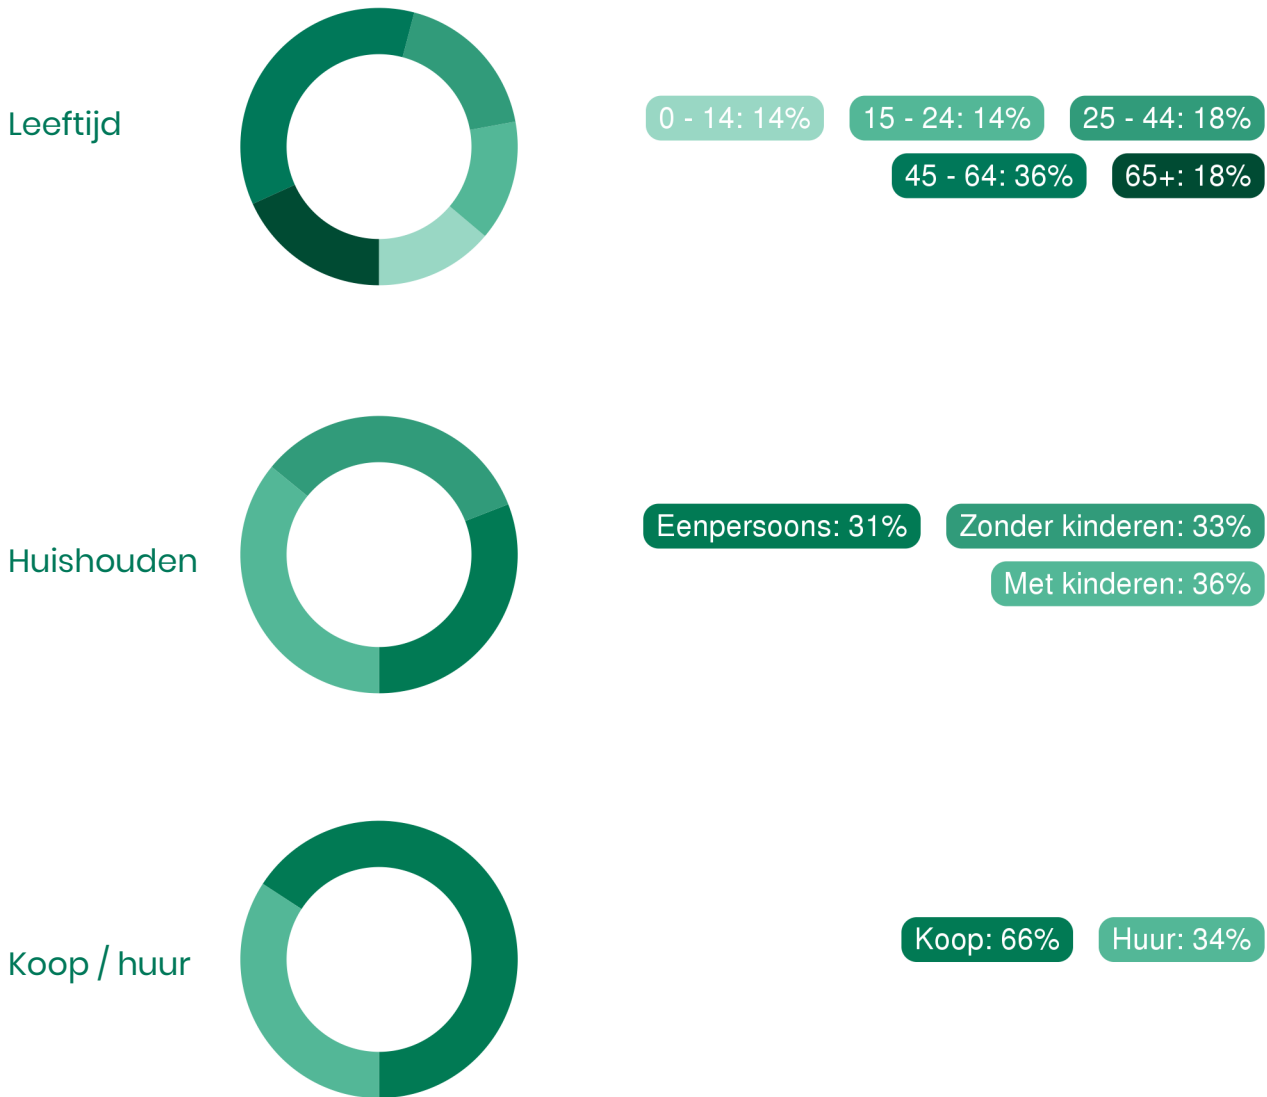 Leeftijd
0 - 14: 14% 15 - 24: 14% 25 - 44: 18%
45 - 64: 36% 65+: 18%
Huishouden
Eenpersoons: 31% Zonder kinderen: 33%
Met kinderen: 36%
Koop / huur
Koop: 66% Huur: 34%